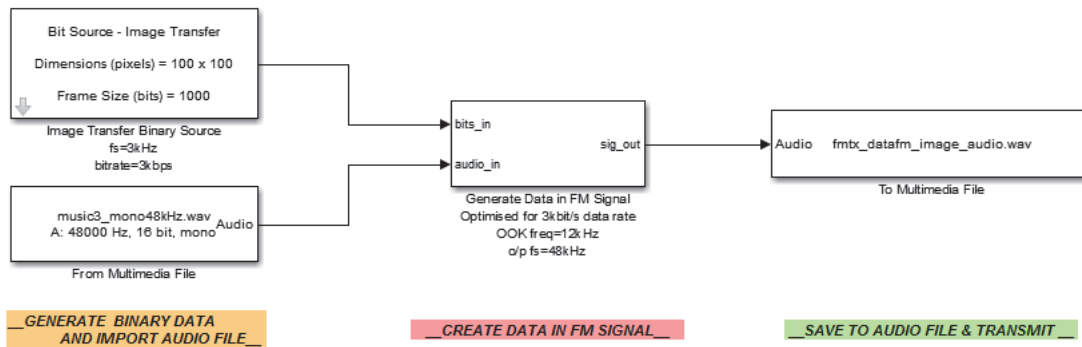 Bit Source - Image Transfer
Dimensions (pixels) = 100 x 100
Frame Size (bits) = 1000
Image Transfer Binary Source
fs=3kHz
bitrate=3kbps
music3_mono48kHz.wav
A: 48000 Hz, 16 bit, mono
Audio
From Multimedia File
bits_in
audio_in
sig_out
Generate Data in FM Signal
Optimised for 3kbit/s data rate
OOK freq=12kHz
o/p fs=48kHz
Audio
fmtx_datafm_image_audio.wav
To Multimedia File
__GENERATE BINARY DATA
AND IMPORT AUDIO FILE__
__CREATE DATA IN FM SIGNAL__
__SAVE TO AUDIO FILE & TRANSMIT __